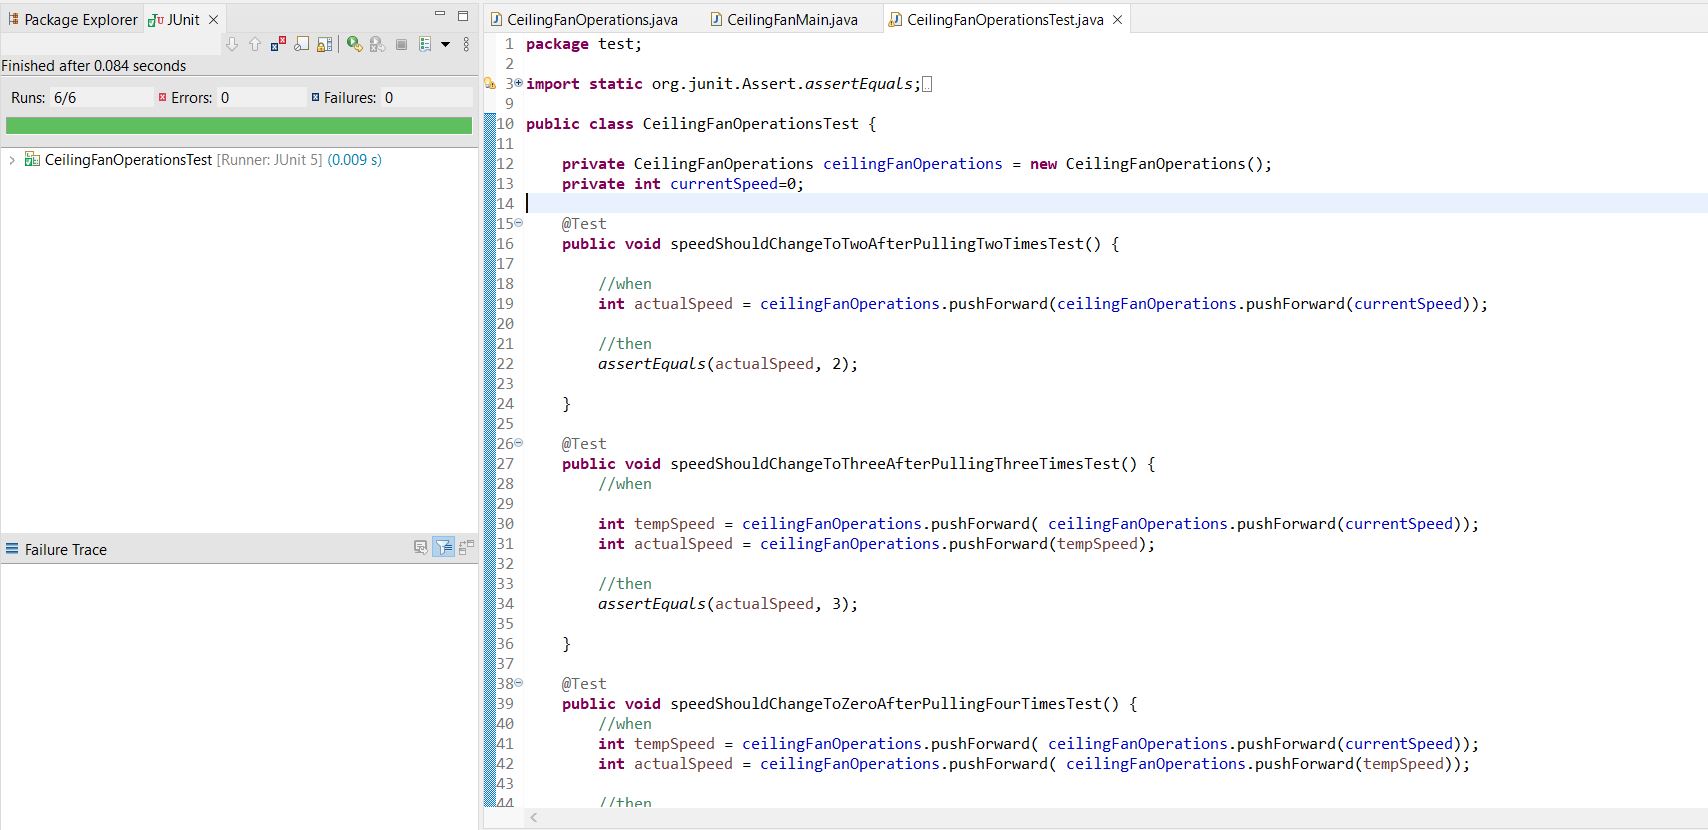 Package Explorer JUnit
Finished after 0.084 seconds
Runs: 6/6 Errors: 0 Failures: 0
CeilingFanOperationsTest [Runner: JUnit 5] (0.009 s)
Failure Trace
CeilingFanOperations.java CeilingFanMain.java CeilingFanOperationsTest.java
1 package test;
2
3 import static org.junit.Assert.assertEquals;
9
10 public class CeilingFanOperationsTest {
11
12 private CeilingFanOperations ceilingFanOperations = new CeilingFanOperations();
13 private int currentSpeed=0;
14
15 @Test
16 public void speedShouldChangeToTwoAfterPullingTwoTimesTest() {
17
18 //when
19 int actualSpeed = ceilingFanOperations.pushForward(ceilingFanOperations.pushForward(currentSpeed));
20
21 //then
22 assertEquals(actualSpeed, 2);
23
24 }
25
26 @Test
27 public void speedShouldChangeToThreeAfterPullingThreeTimesTest() {
28 //when
29
30 int tempSpeed = ceilingFanOperations.pushForward( ceilingFanOperations.pushForward(currentSpeed));
31 int actualSpeed = ceilingFanOperations.pushForward(tempSpeed);
32
33 //then
34 assertEquals(actualSpeed, 3);
35
36 }
37
38 @Test
39 public void speedShouldChangeToZeroAfterPullingFourTimesTest() {
40 //when
41 int tempSpeed = ceilingFanOperations.pushForward( ceilingFanOperations.pushForward(currentSpeed));
42 int actualSpeed = ceilingFanOperations.pushForward( ceilingFanOperations.pushForward(tempSpeed));
43
44 //then